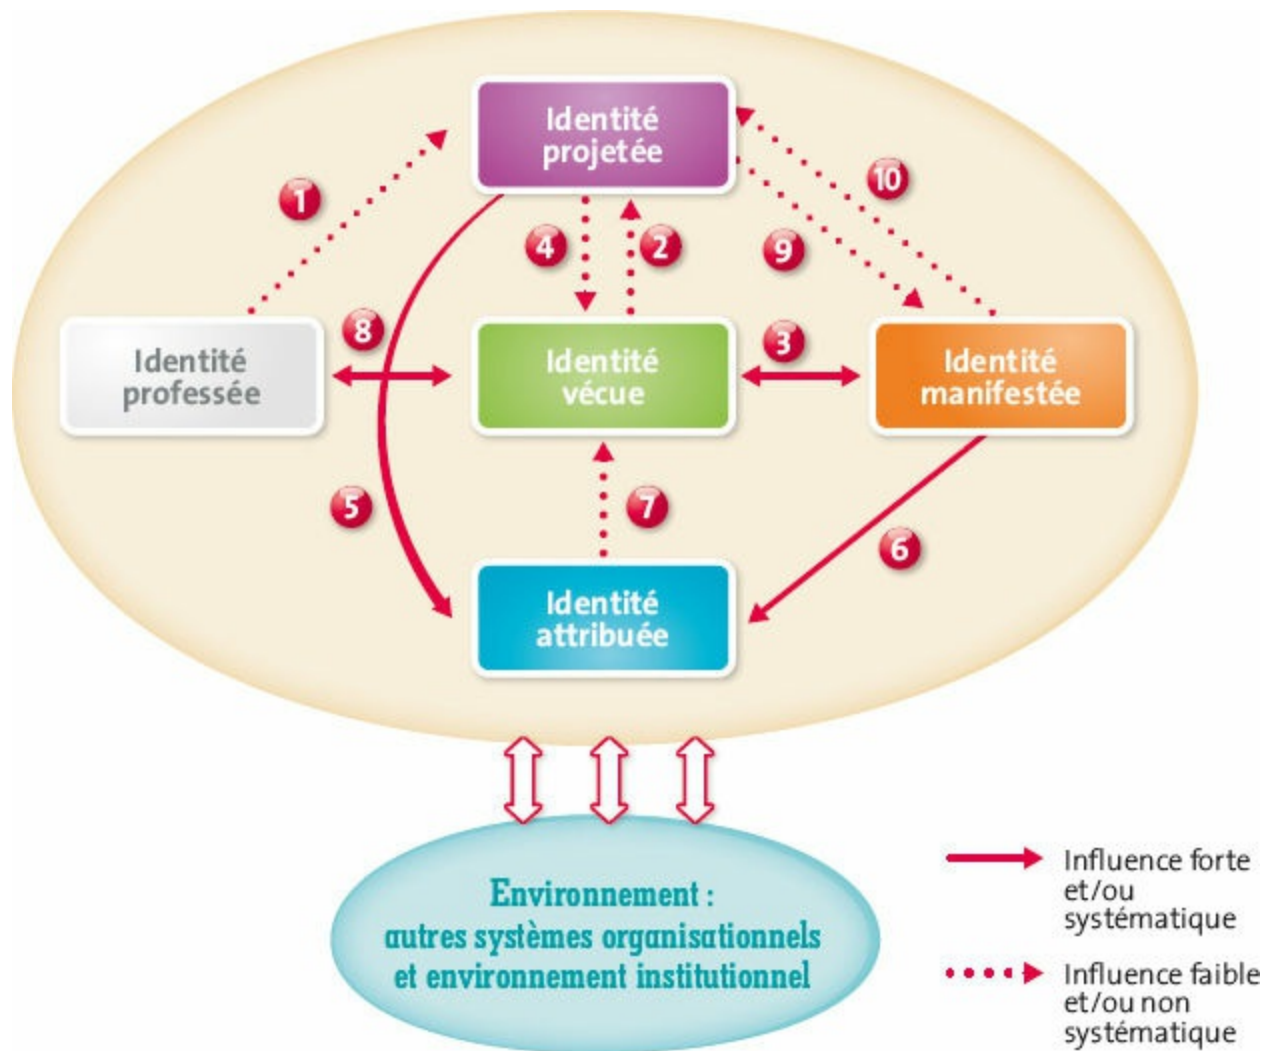 Identité
projetée
1
10
4
2
9
8
3
Identité
professée
Identité
vécue
Identité
manifestée
5
7
6
Identité
attribuée
Environnement :
autres systèmes organisationnels
et environnement institutionnel
Influence forte
et/ou
systématique
Influence faible
et/ou non
systématique